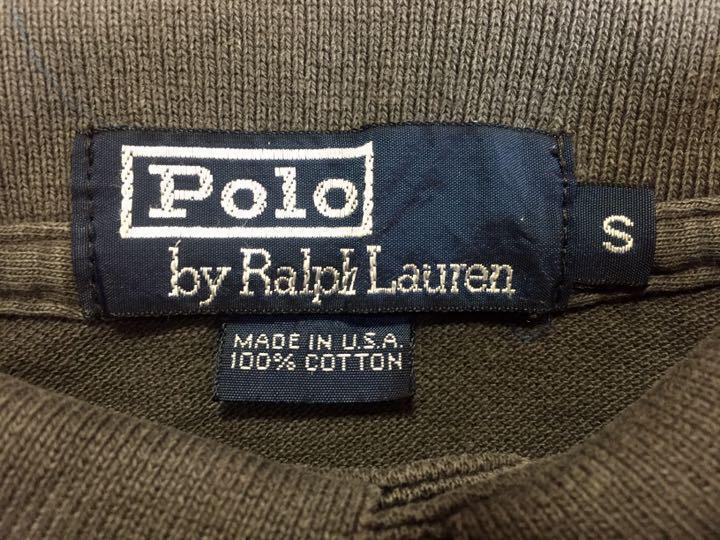 Polo
by Ralph Lauren
S
MADE IN U.S.A.
100% COTTON